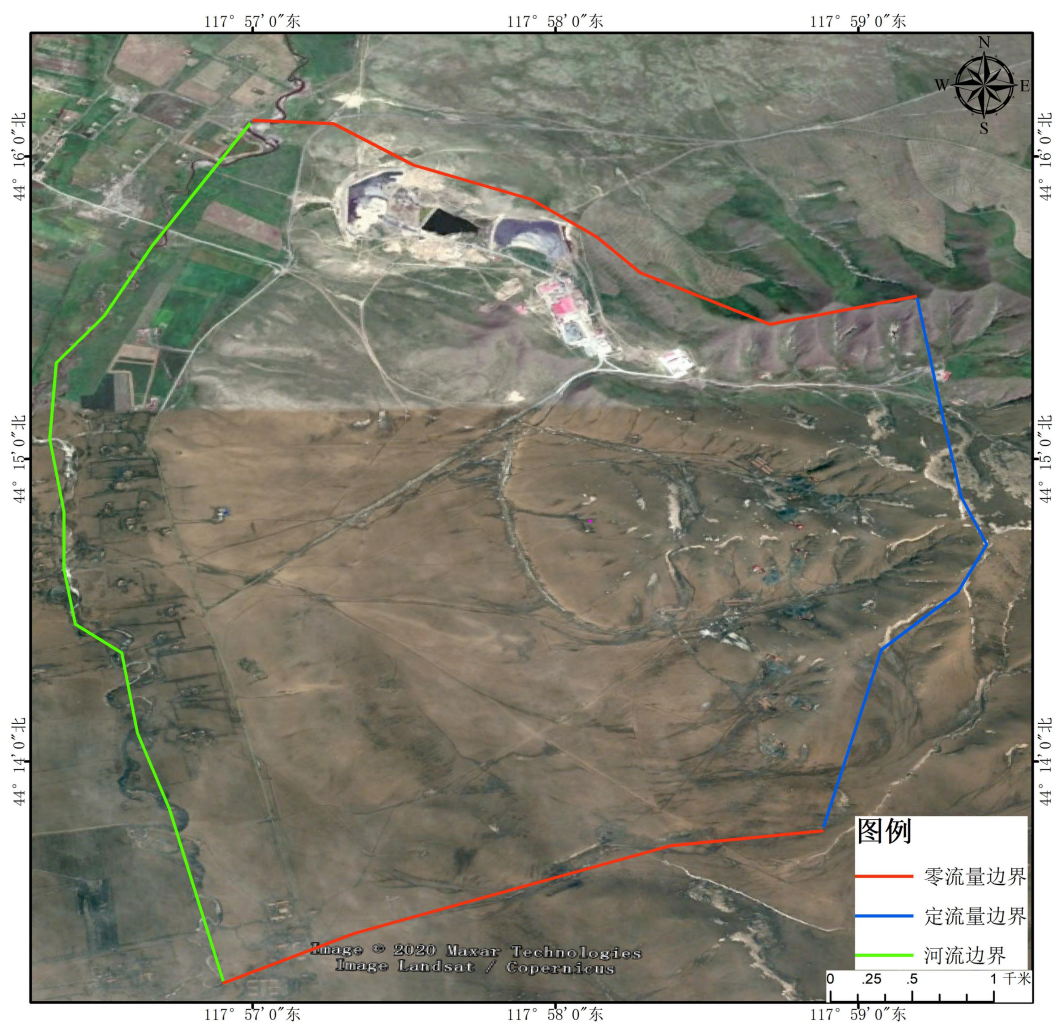 117° 57′ 0″东
117° 58′ 0″东
117° 59′ 0″东
N
W
E
S
44° 16′ 0″北
44° 16′ 0″北
44° 15′ 0″北
44° 15′ 0″北
44° 14′ 0″北
44° 14′ 0″北
图例
零流量边界
定流量边界
河流边界
0 .25 .5 1 千米
Image © 2020 Maxar Technologies
Image Landsat / Copernicus
117° 57′ 0″东
117° 58′ 0″东
117° 59′ 0″东